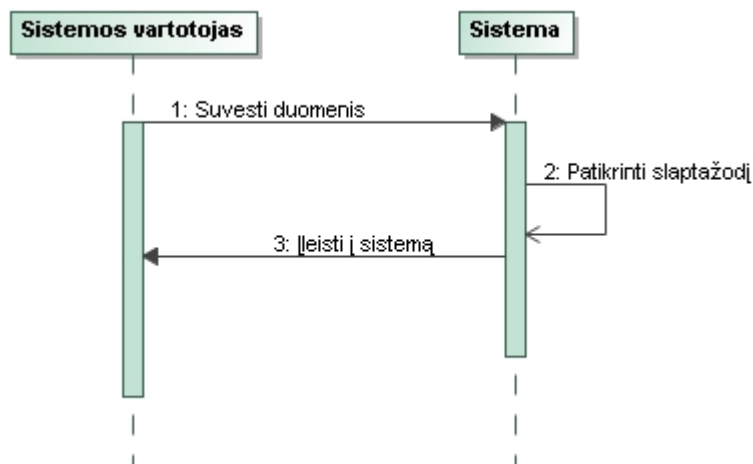 Sistemos vartotojas
Sistema
1: Suvesti duomenis
2: Patikrinti slaptažodį
3: Įleisti į sistemą